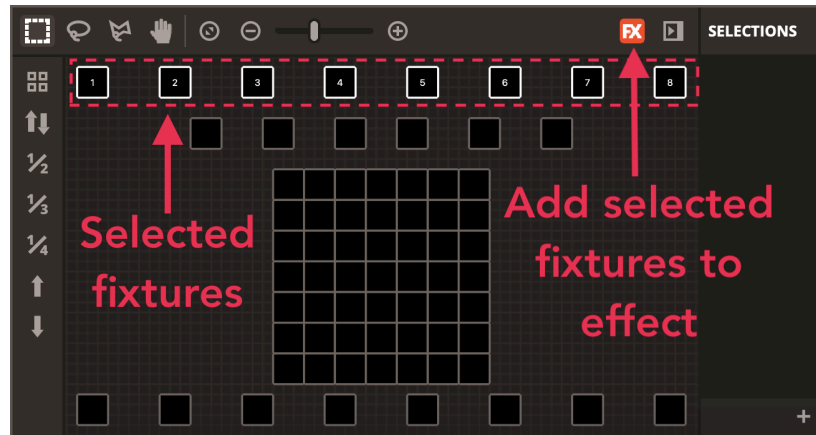 FX
SELECTIONS
1 2 3 4 5 6 7 8
1/2
1/3
1/4
Selected
fixtures
Add selected
fixtures to
effect
+